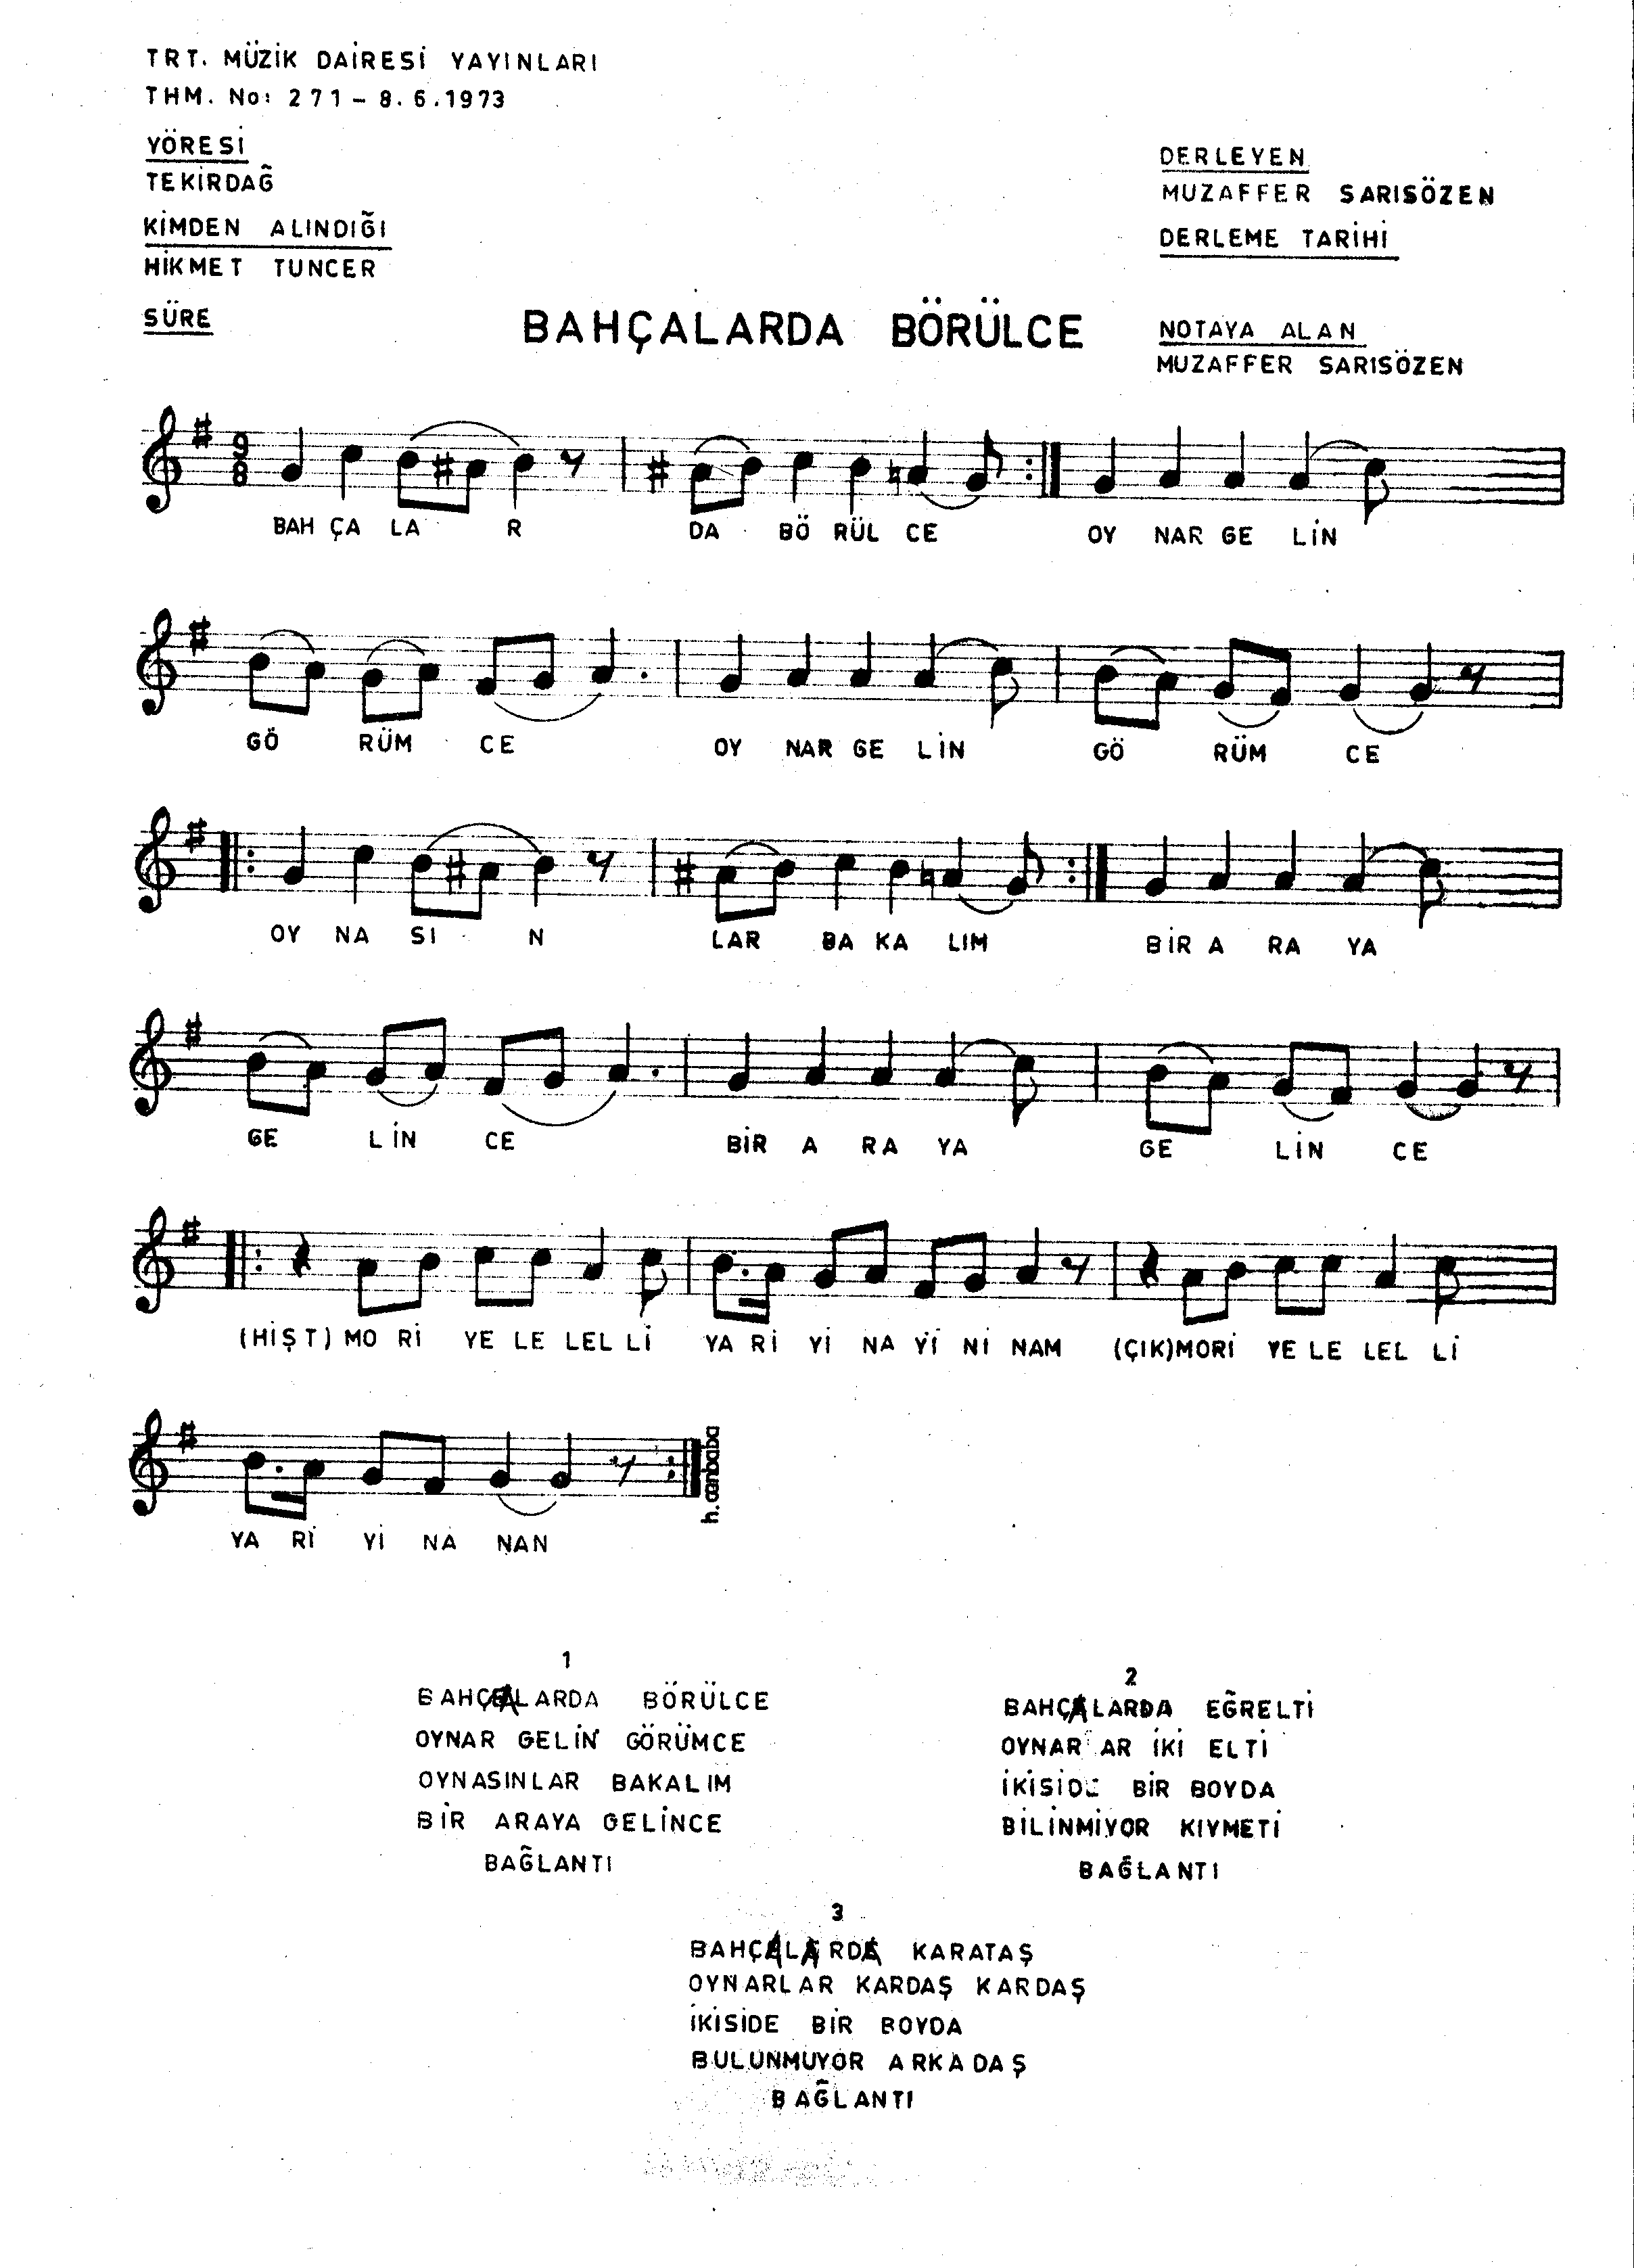 TRT. MÜZİK DAİRESİ YAYINLARI
THM. No: 271 – 8.6.1973
YÖRESİ
TEKİRDAĞ
KİMDEN ALINDIĞI
HİKMET TUNCER
SÜRE
DERLEYEN
MUZAFFER SARISÖZEN
DERLEME TARİHİ
NOTAYA ALAN
MUZAFFER SARISÖZEN
BAHÇALARDA BÖRÜLCE
9
8
BAH ÇA LA R DA BÖ RÜL CE OY NAR GE LİN
GÖ RÜM CE OY NAR GE LİN GÖ RÜM CE
OY NA SI N LAR BA KA LIM BİR A RA YA
GE LİN CE BİR A RA YA GE LİN CE
(HİŞT) MO Rİ YE LE LEL Lİ YA Rİ Yİ NA Yİ Nİ NAM (ÇIK)MORİ YE LE LEL Lİ
YA Rİ Yİ NA NAN
h. canbaba
1
BAHÇALARDA BÖRÜLCE
OYNAR GELİN GÖRÜMCE
OYNASINLAR BAKALIM
BİR ARAYA GELİNCE
BAĞLANTI
2
BAHÇALARDA EĞRELTİ
OYNAR AR İKİ ELTİ
İKİSİDE BİR BOYDA
BİLİNMİYOR KIYMETİ
BAĞLANTI
3
BAHÇALARDA KARATAŞ
OYNARLAR KARDAŞ KARDAŞ
İKİSİDE BİR BOYDA
BULUNMUYOR ARKADAŞ
BAĞLANTI